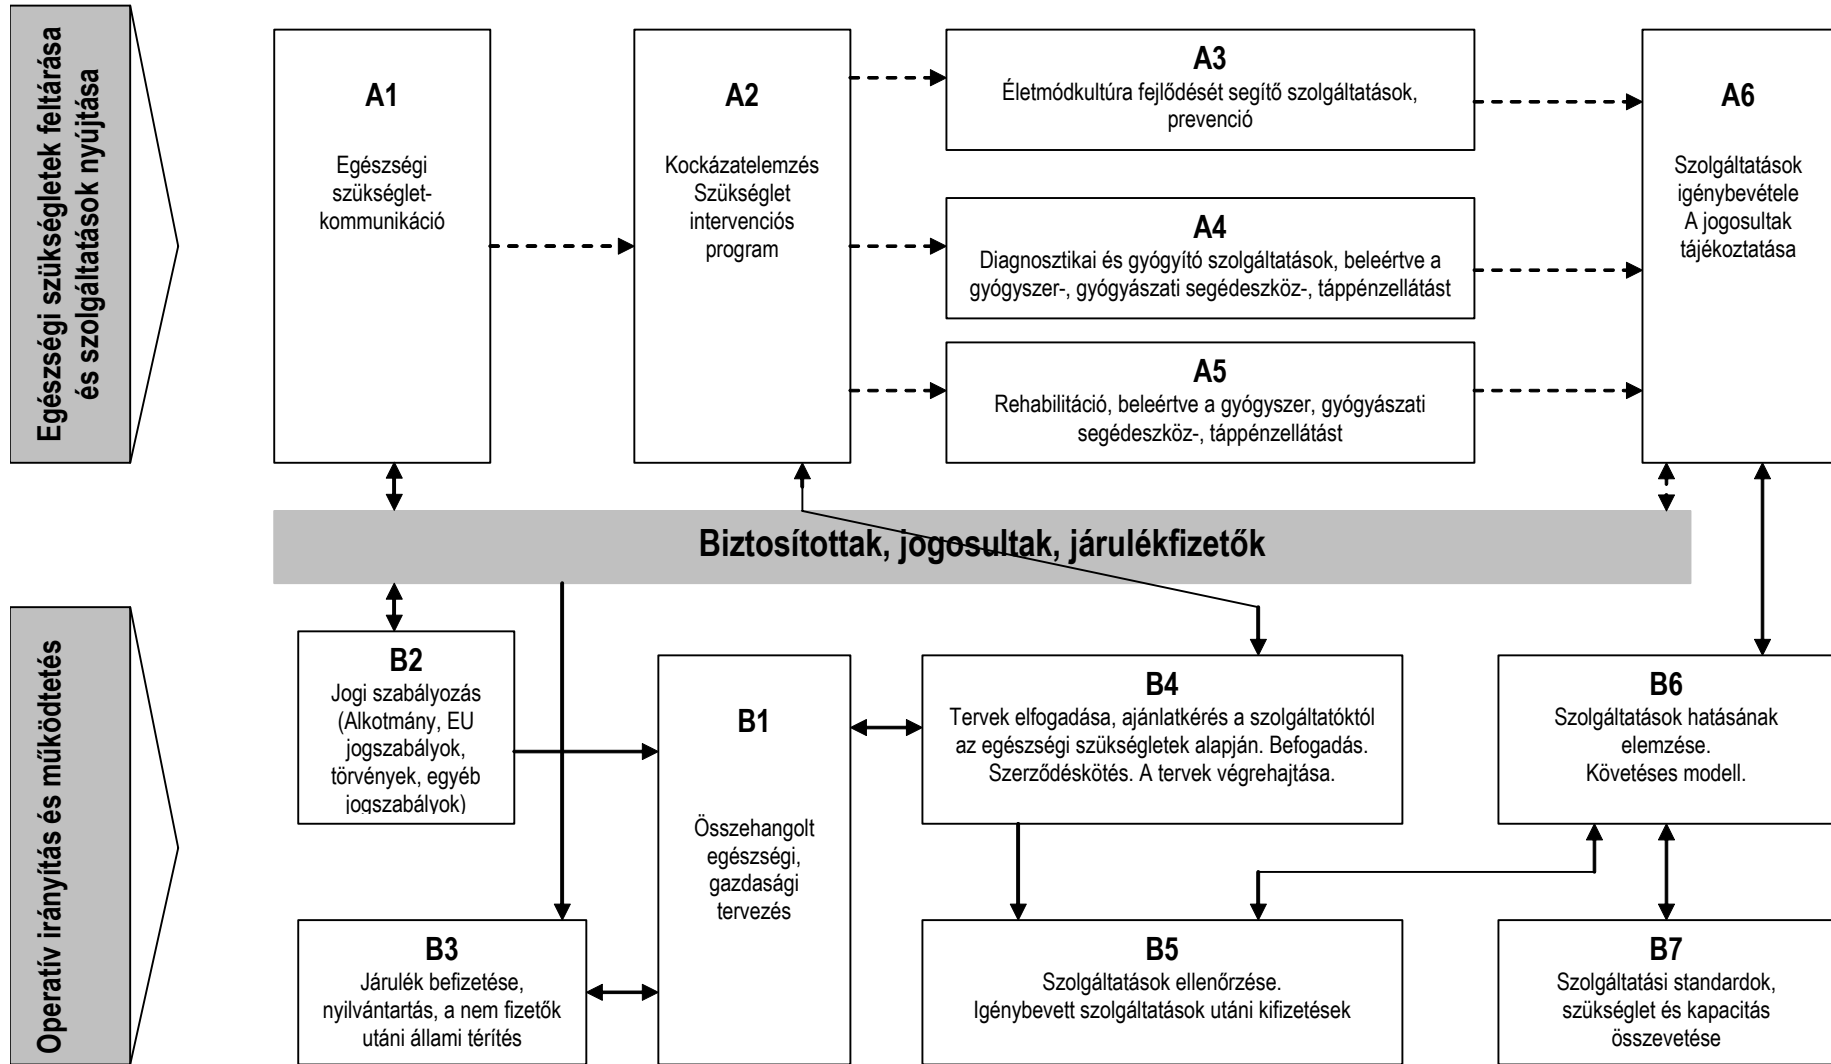 Egészségi szükségletek feltárása
és szolgáltatások nyújtása
A1
Egészségi
szükséglet-
kommunikáció
A2
Kockázatelemzés
Szükséglet
intervenciós
program
A3
Életmódkultúra fejlődését segítő szolgáltatások,
prevenció
A4
Diagnosztikai és gyógyító szolgáltatások, beleértve a
gyógyszer-, gyógyászati segédeszköz-, táppénzellátást
A5
Rehabilitáció, beleértve a gyógyszer, gyógyászati
segédeszköz-, táppénzellátást
A6
Szolgáltatások
igénybevétele
A jogosultak
tájékoztatása
Biztosítottak, jogosultak, járulékfizetők
Operatív irányítás és működtetés
B2
Jogi szabályozás
(Alkotmány, EU
jogszabályok,
törvények, egyéb
jogszabályok)
B1
Összehangolt
egészségi,
gazdasági
tervezés
B4
Tervek elfogadása, ajánlatkérés a szolgáltatóktól
az egészségi szükségletek alapján. Befogadás.
Szerződéskötés. A tervek végrehajtása.
B6
Szolgáltatások hatásának
elemzése.
Követéses modell.
B3
Járulék befizetése,
nyilvántartás, a nem fizetők
utáni állami térítés
B5
Szolgáltatások ellenőrzése.
Igénybevett szolgáltatások utáni kifizetések
B7
Szolgáltatási standardok,
szükséglet és kapacitás
összevetése